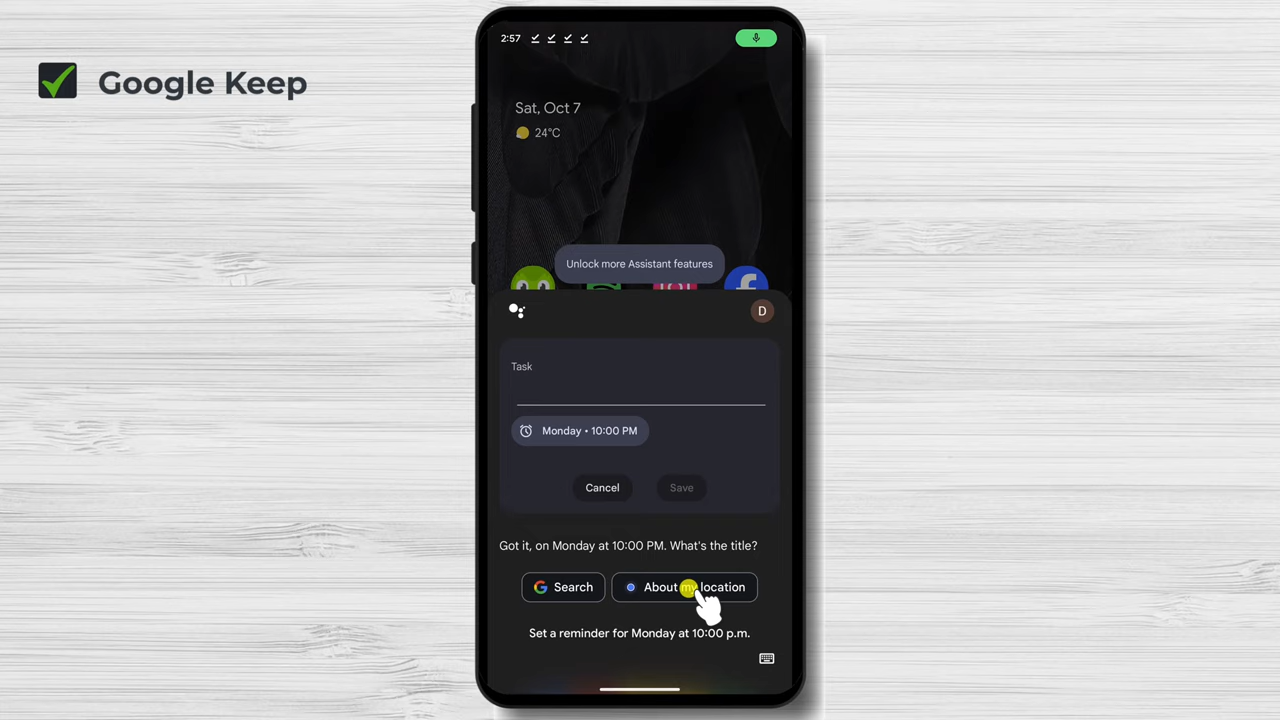 Google Keep
2:57
Sat, Oct 7
24°C
Unlock more Assistant features
D
Task
Monday • 10:00 PM
Cancel
Save
Got it, on Monday at 10:00 PM. What's the title?
Search
About my location
Set a reminder for Monday at 10:00 p.m.